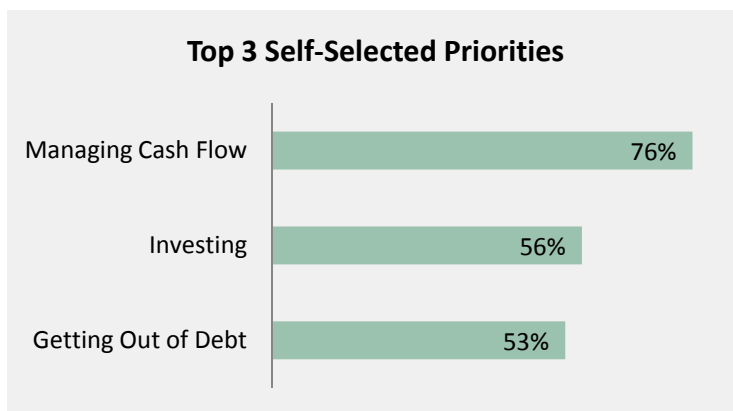 Top 3 Self-Selected Priorities
Managing Cash Flow 76%
Investing 56%
Getting Out of Debt 53%